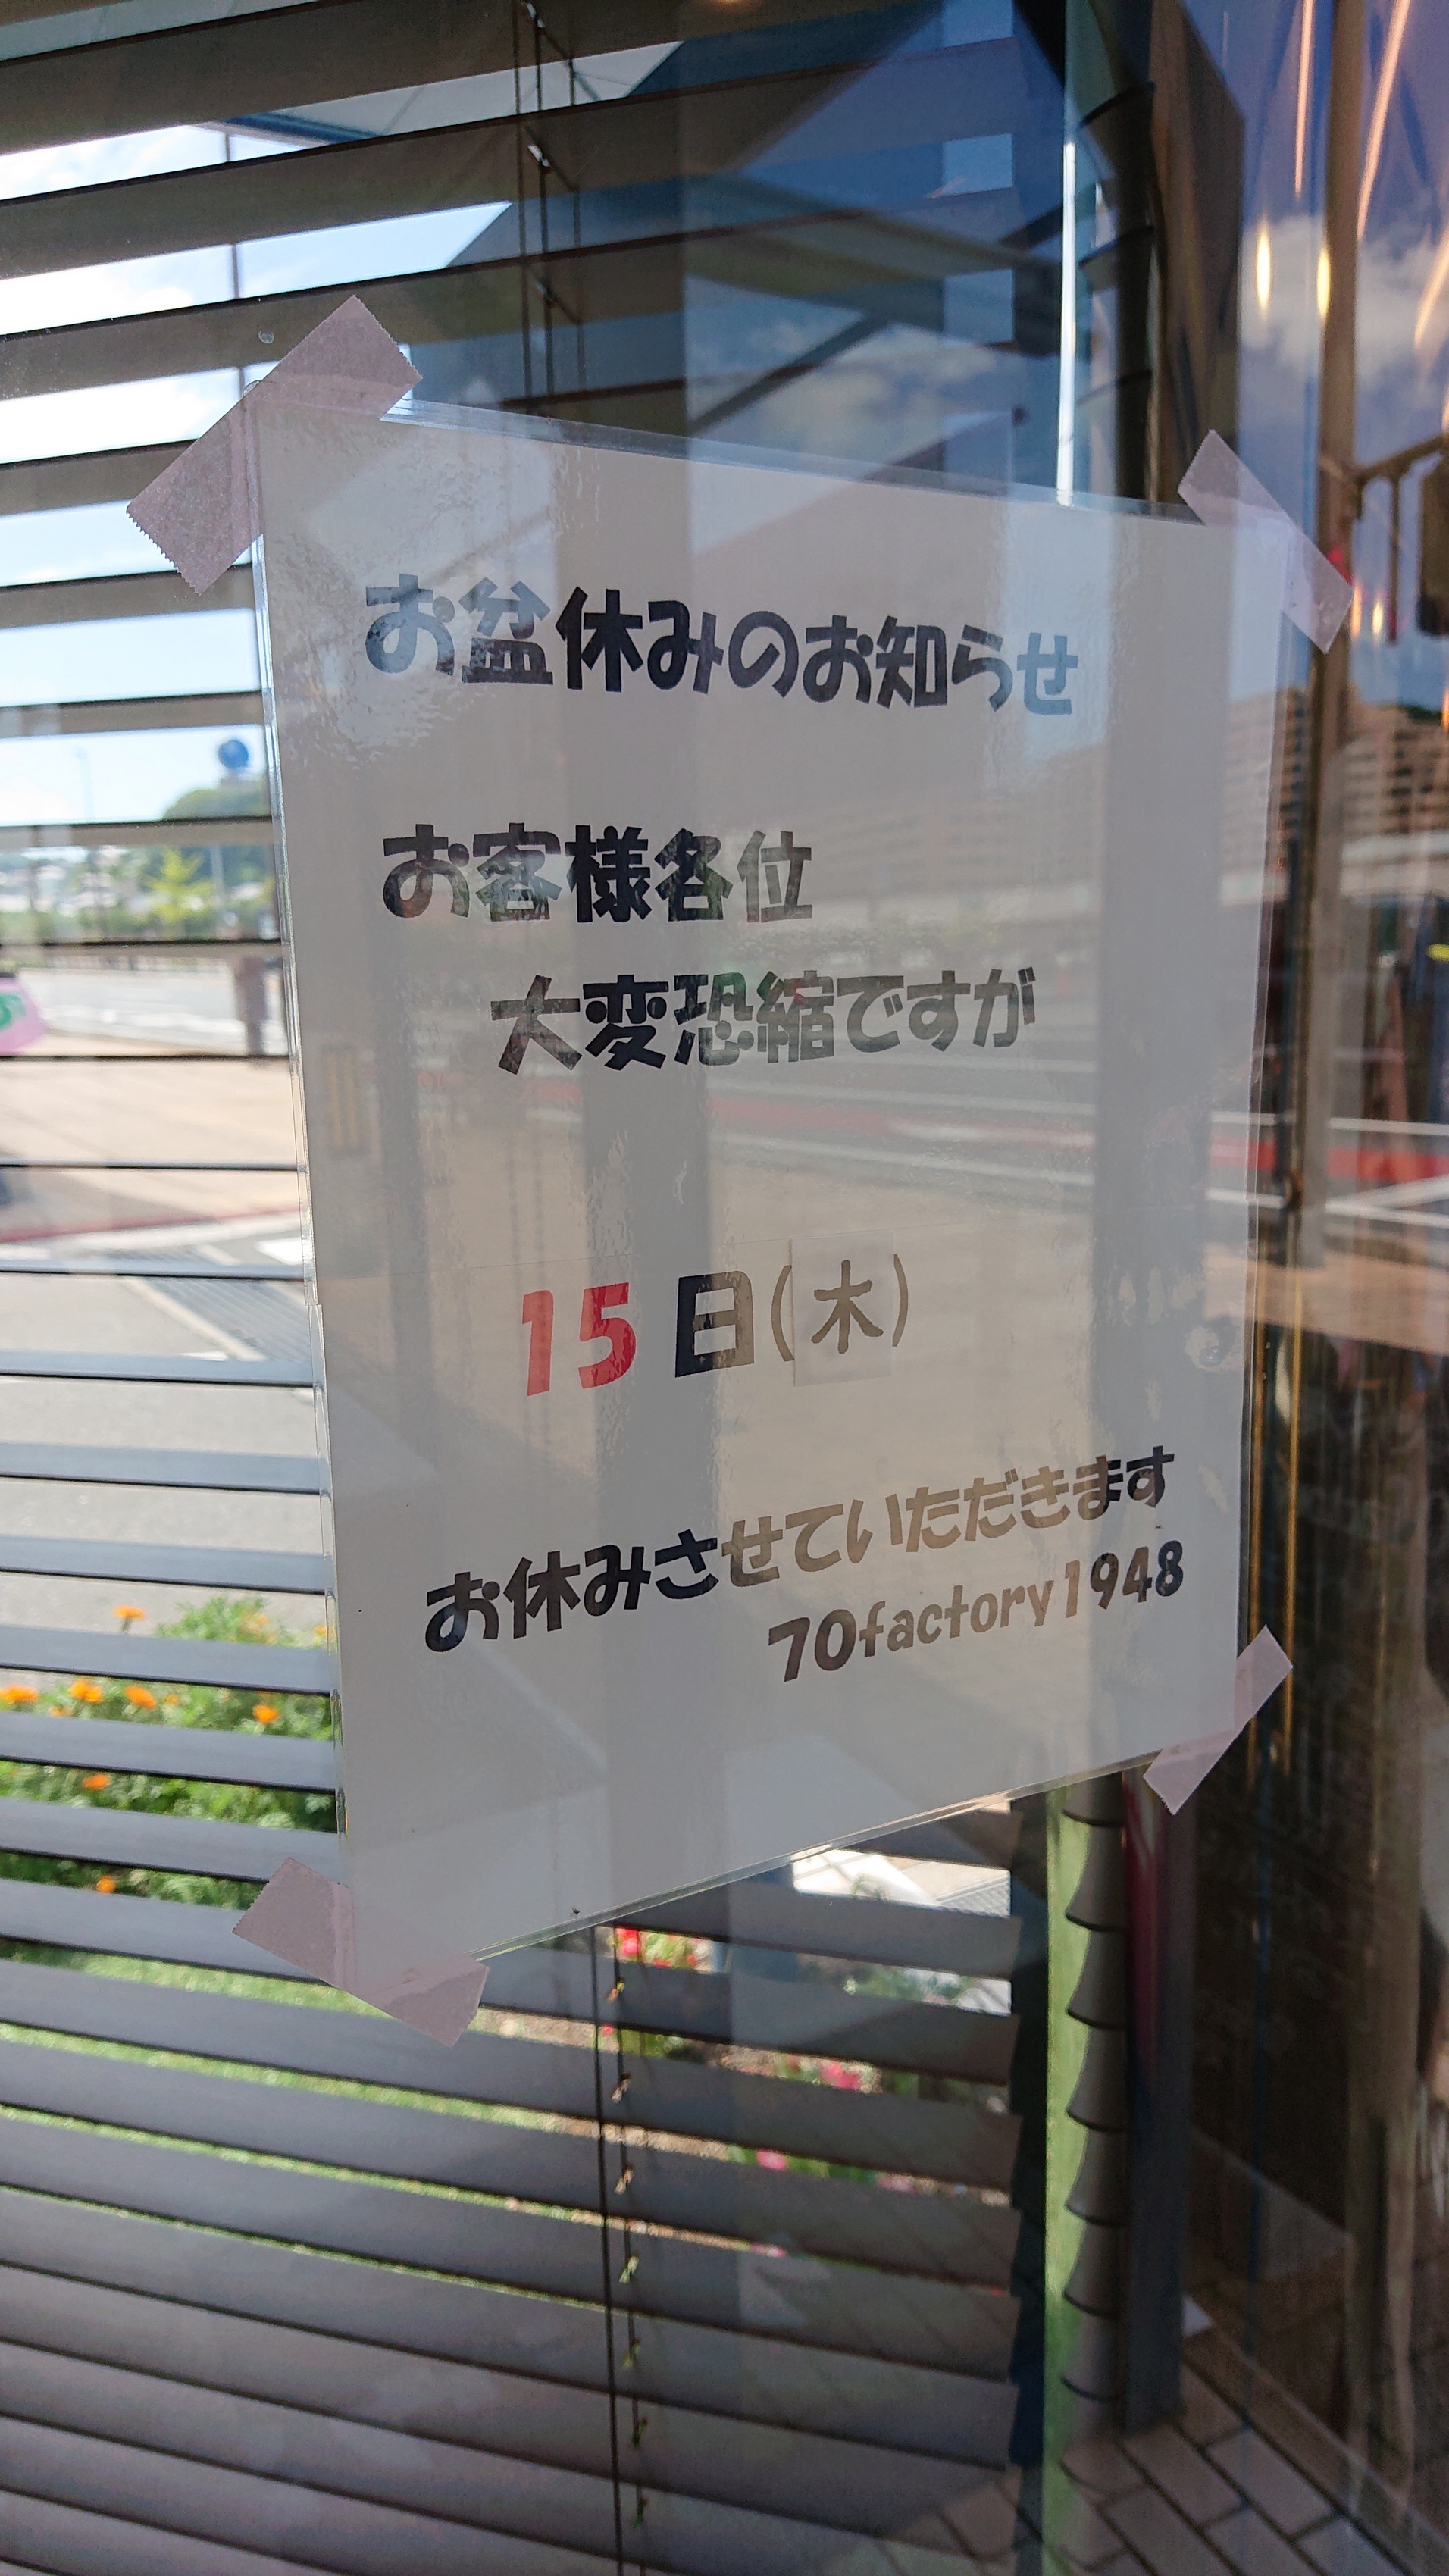 お盆休みのお知らせ
お客様各位
大変恐縮ですが
15日(木)
お休みさせていただきます
70factory1948